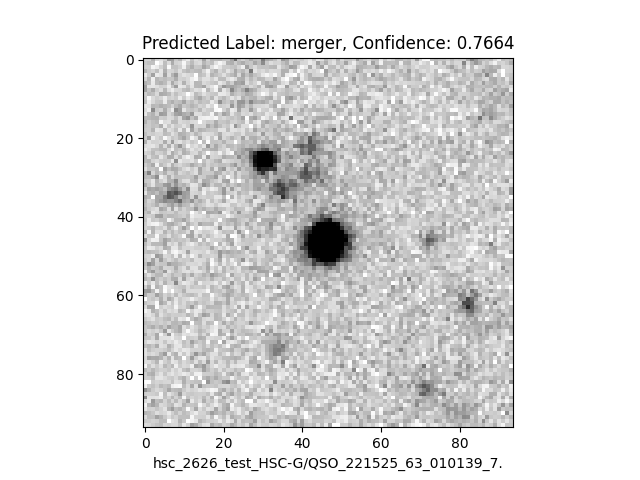 Predicted Label: merger, Confidence: 0.7664
0
20
40
60
80
0 20 40 60 80
hsc_2626_test_HSC-G/QSO_221525_63_010139_7.